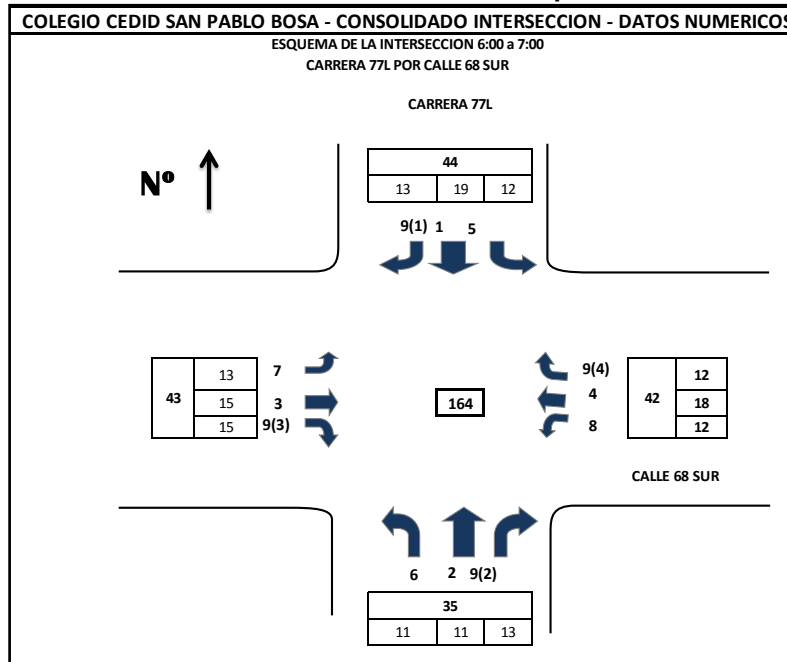 COLEGIO CEDID SAN PABLO BOSA - CONSOLIDADO INTERSECCION - DATOS NUMERICOS
ESQUEMA DE LA INTERSECCION 6:00 a 7:00
CARRERA 77L POR CALLE 68 SUR
CARRERA 77L
Nº
44
13 19 12
9(1) 1 5
43
13 7
15 3
15 9(3)
164
9(4) 12
4 42 18
8 12
CALLE 68 SUR
6 2 9(2)
35
11 11 13